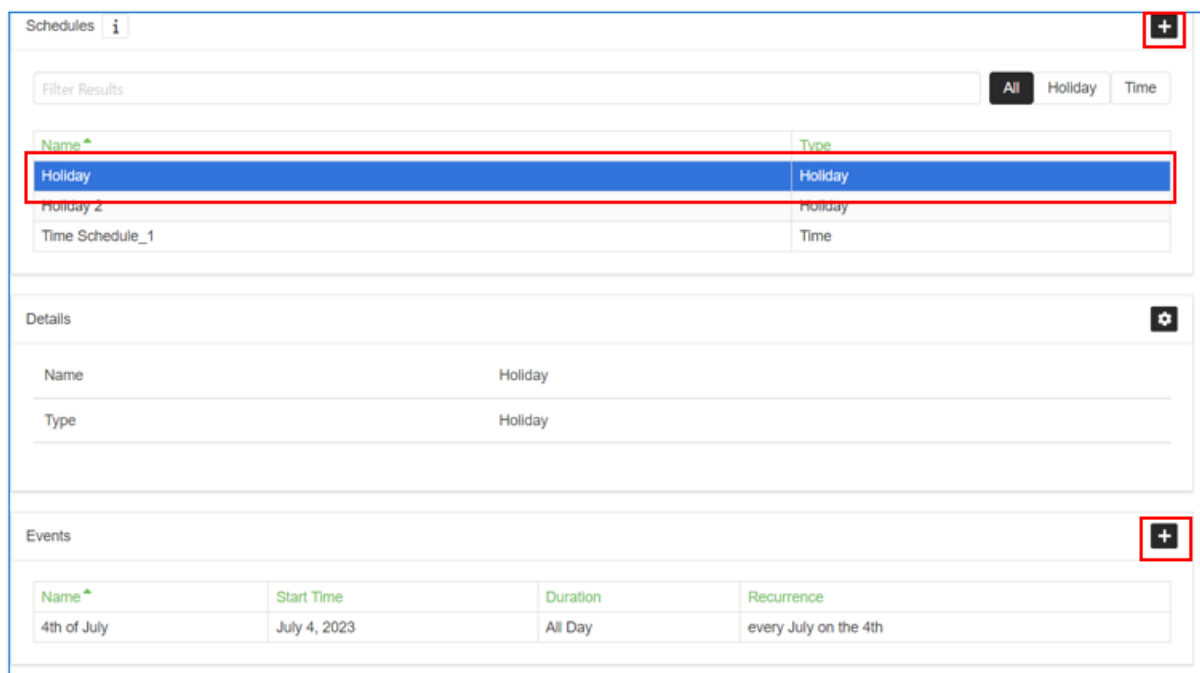 Schedules i
Filter Results All Holiday Time
Name Type
Holiday Holiday
Holiday 2 Holiday
Time Schedule_1 Time
Details
Name Holiday
Type Holiday
Events
Name Start Time Duration Recurrence
4th of July July 4, 2023 All Day every July on the 4th